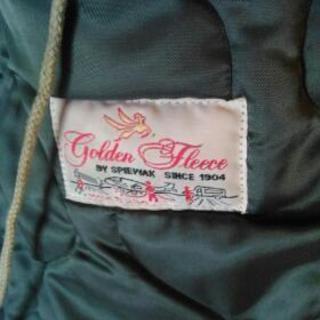 Golden Fleece
BY SPIEWAK SINCE 1904